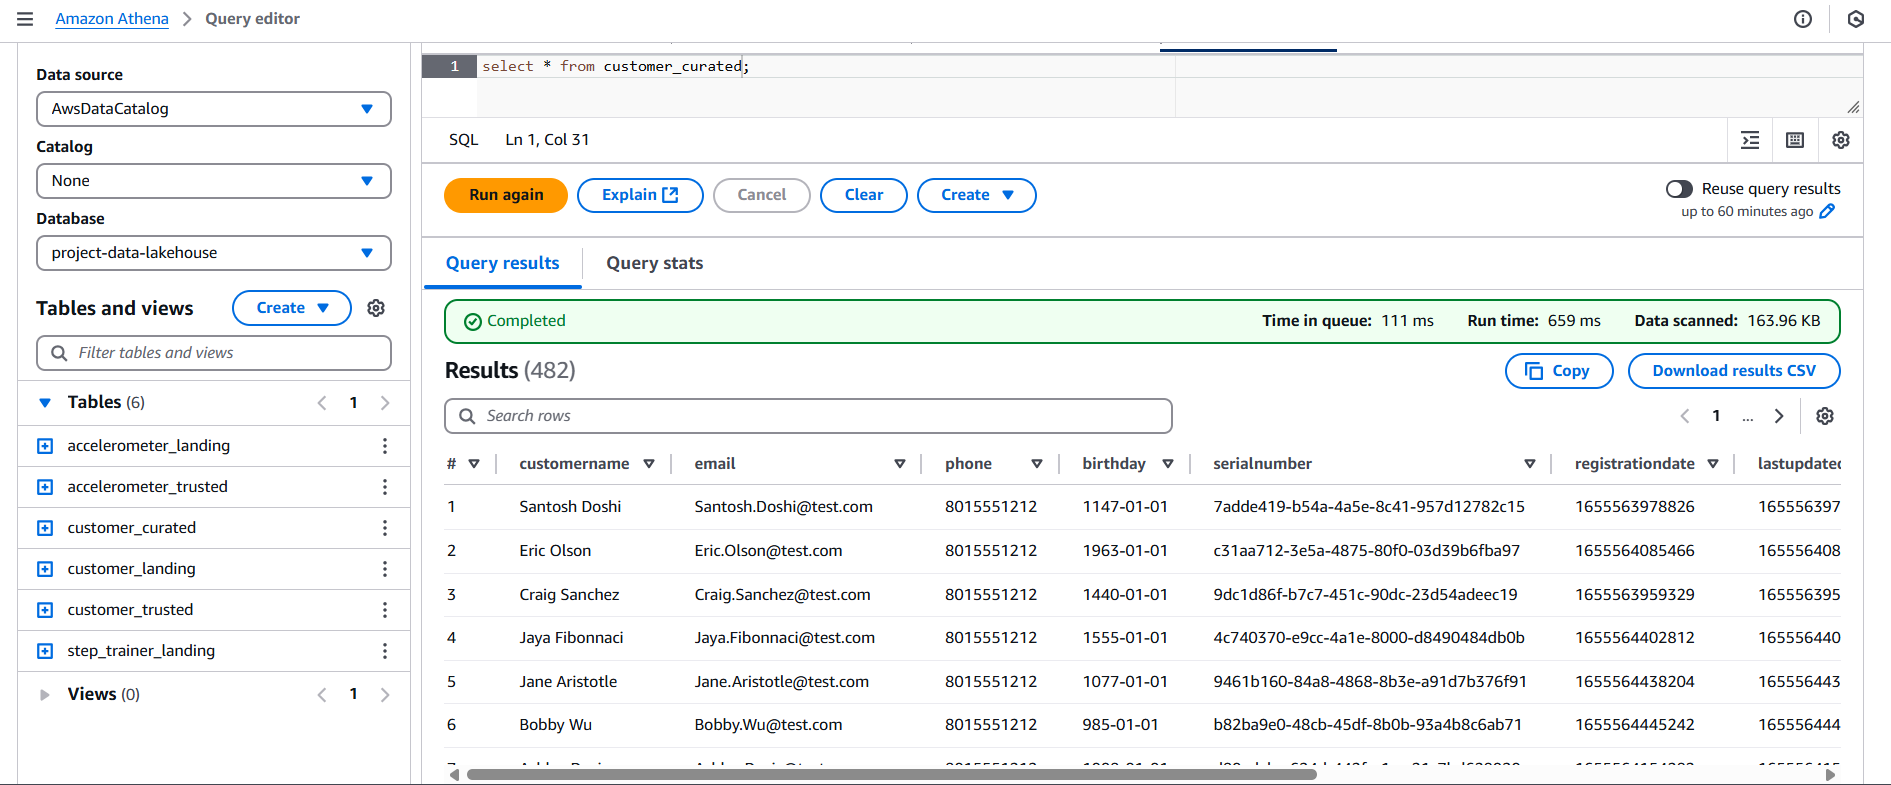 Amazon Athena > Query editor
Data source
AwsDataCatalog
Catalog
None
Database
project-data-lakehouse
Tables and views
Create
Filter tables and views
Tables (6)
1
accelerometer_landing
accelerometer_trusted
customer_curated
customer_landing
customer_trusted
step_trainer_landing
Views (0)
1
1 select * from customer_curated;
SQL Ln 1, Col 31
Run again Explain Cancel Clear Create
Reuse query results
up to 60 minutes ago
Query results Query stats
Completed Time in queue: 111 ms Run time: 659 ms Data scanned: 163.96 KB
Results (482) Copy Download results CSV
Search rows
1 ...
# customername email phone birthday serialnumber registrationdate lastupdated
1 Santosh Doshi Santosh.Doshi@test.com 8015551212 1147-01-01 7adde419-b54a-4a5e-8c41-957d12782c15 1655563978826 165556397
2 Eric Olson Eric.Olson@test.com 8015551212 1963-01-01 c31aa712-3e5a-4875-80f0-03d39b6fba97 1655564085466 165556408
3 Craig Sanchez Craig.Sanchez@test.com 8015551212 1440-01-01 9dc1d86f-b7c7-451c-90dc-23d54adeec19 1655563959329 165556395
4 Jaya Fibonnaci Jaya.Fibonnaci@test.com 8015551212 1555-01-01 4c740370-e9cc-4a1e-8000-d8490484db0b 1655564402812 165556440
5 Jane Aristotle Jane.Aristotle@test.com 8015551212 1077-01-01 9461b160-84a8-4868-8b3e-a91d7b376f91 1655564438204 165556443
6 Bobby Wu Bobby.Wu@test.com 8015551212 985-01-01 b82ba9e0-48cb-45df-8b0b-93a4b8c6ab71 1655564445242 165556444